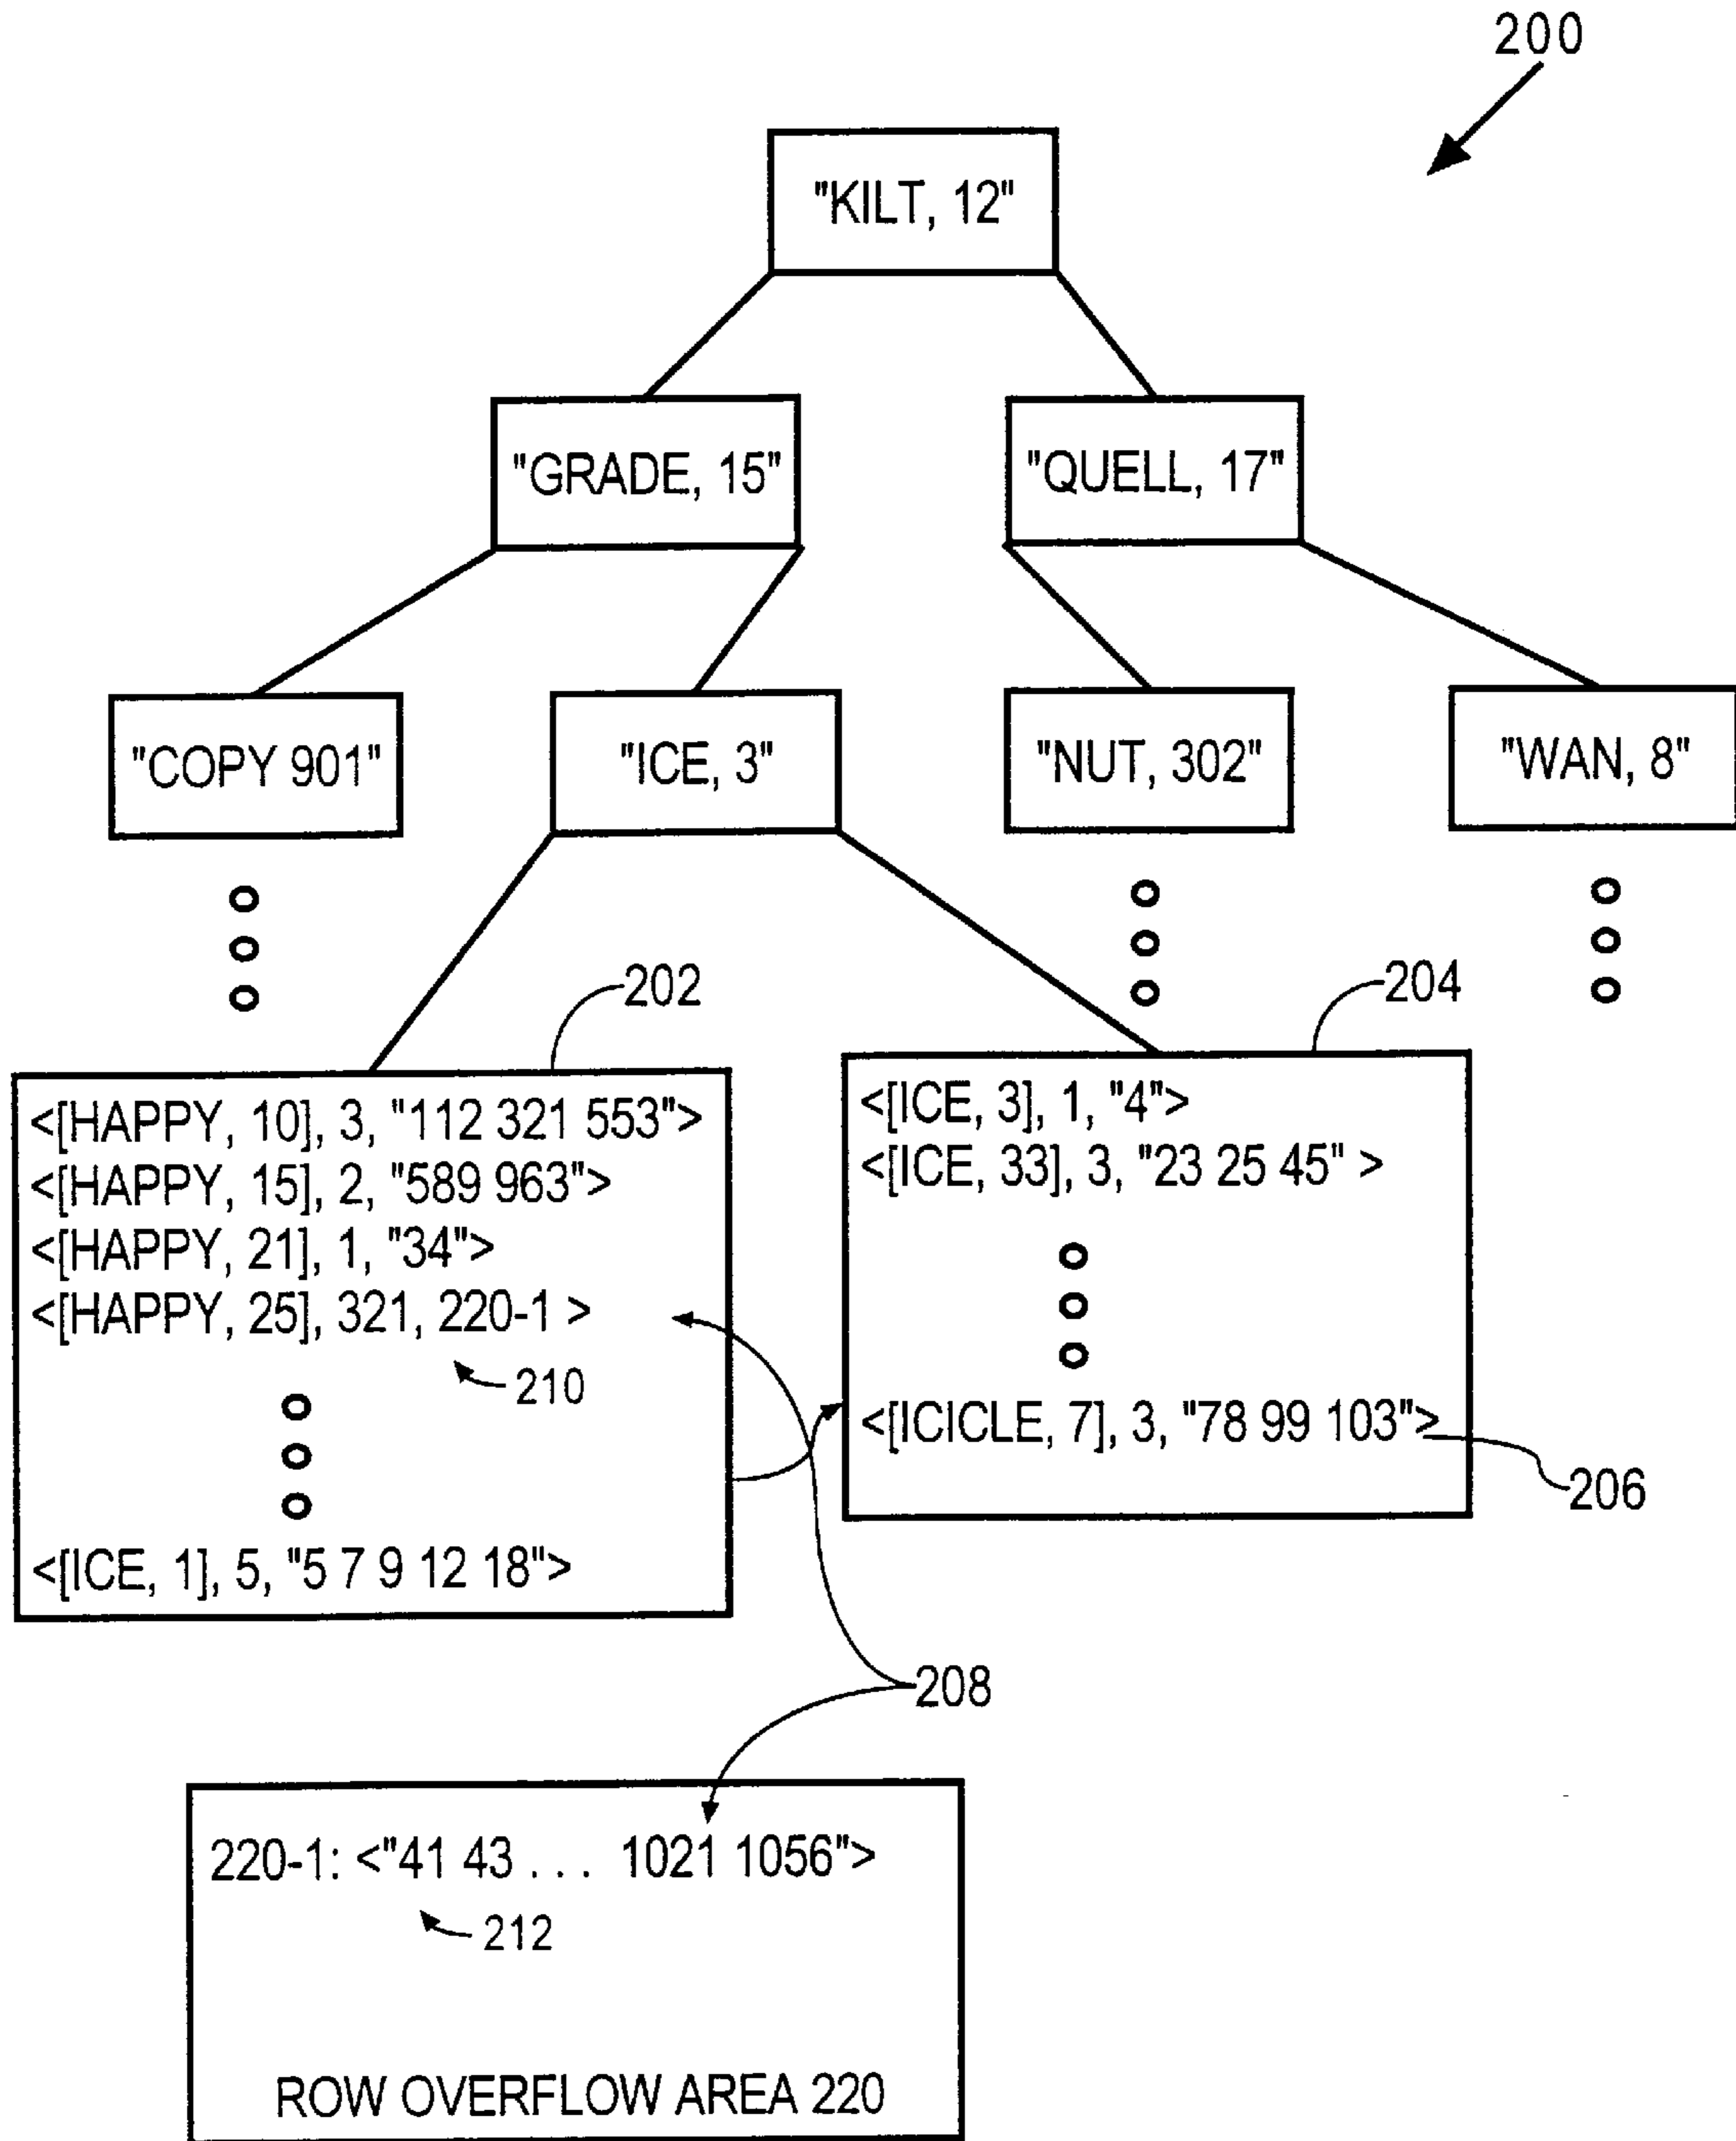 200
"KILT, 12"
"GRADE, 15"
"QUELL, 17"
"COPY 901"
"ICE, 3"
"NUT, 302"
"WAN, 8"
202
<[HAPPY, 10], 3, "112 321 553">
<[HAPPY, 15], 2, "589 963">
<[HAPPY, 21], 1, "34">
<[HAPPY, 25], 321, 220-1 >
210
<[ICE, 1], 5, "5 7 9 12 18">
204
<[ICE, 3], 1, "4">
<[ICE, 33], 3, "23 25 45" >
<[ICICLE, 7], 3, "78 99 103">
206
208
220-1: <"41 43 . . . 1021 1056">
212
ROW OVERFLOW AREA 220